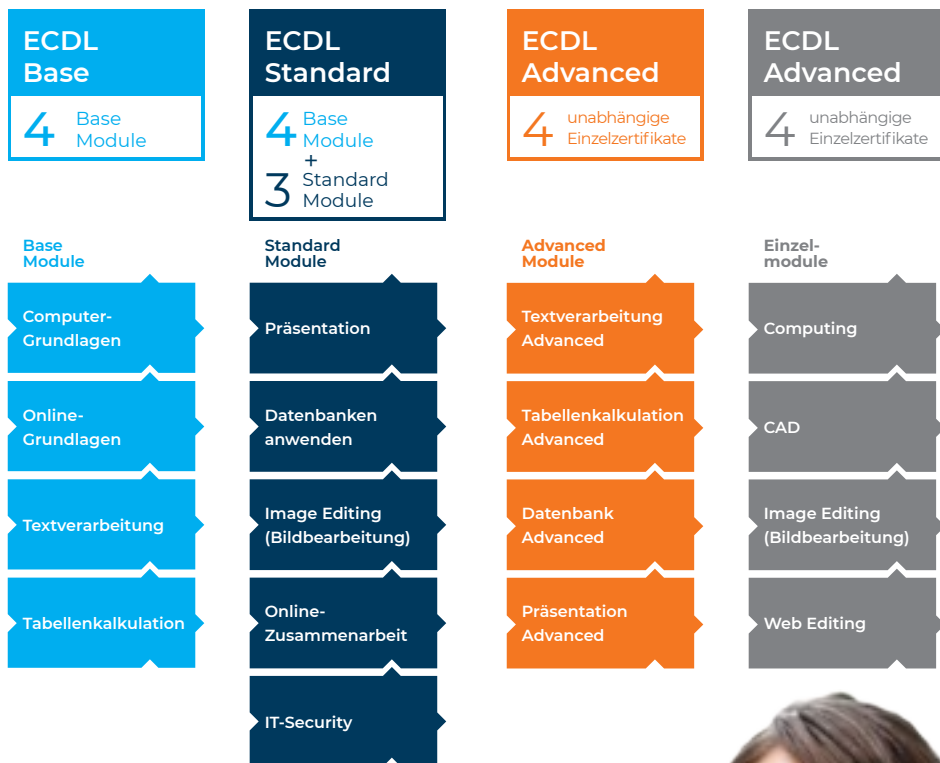 ECDL
Base
4 Base
Module
ECDL
Standard
4 Base
Module
+
3 Standard
Module
ECDL
Advanced
4 unabhängige
Einzelzertifikate
ECDL
Advanced
4 unabhängige
Einzelzertifikate
Base
Module
Computer-
Grundlagen
Online-
Grundlagen
Textverarbeitung
Tabellenkalkulation
Standard
Module
Präsentation
Datenbanken
anwenden
Image Editing
(Bildbearbeitung)
Online-
Zusammenarbeit
IT-Security
Advanced
Module
Textverarbeitung
Advanced
Tabellenkalkulation
Advanced
Datenbank
Advanced
Präsentation
Advanced
Einzel-
module
Computing
CAD
Image Editing
(Bildbearbeitung)
Web Editing